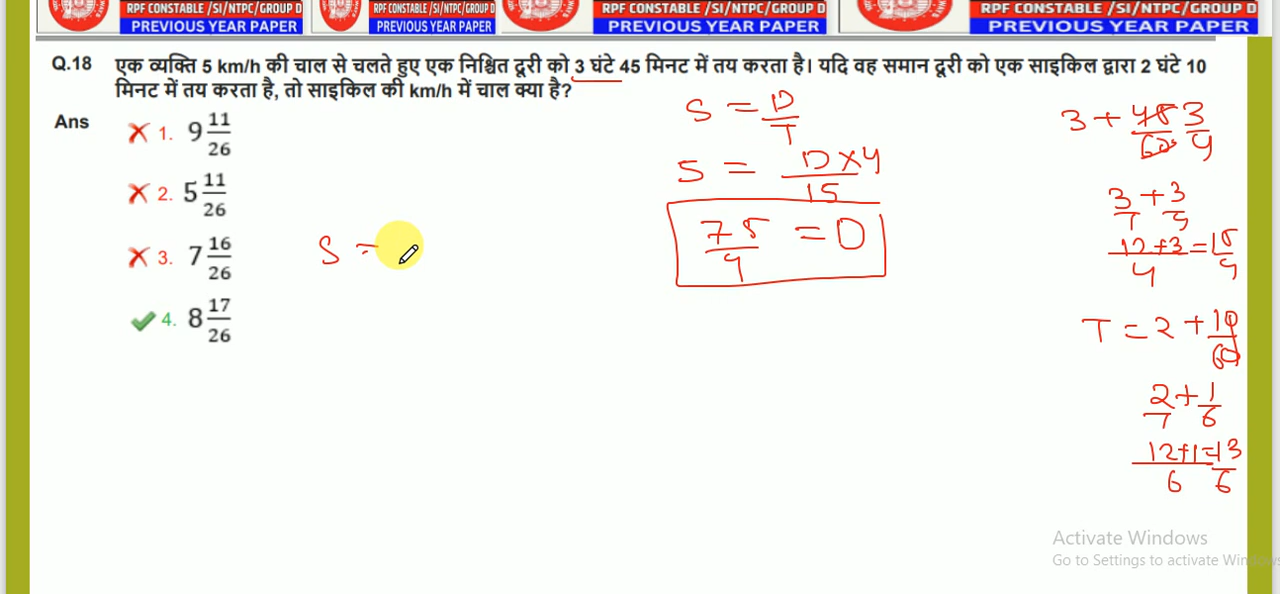 RPF CONSTABLE /SI/NTPC/GROUP D
PREVIOUS YEAR PAPER
RPF CONSTABLE /SI/NTPC/GROUP D
PREVIOUS YEAR PAPER
RPF CONSTABLE /SI/NTPC/GROUP D
PREVIOUS YEAR PAPER
RPF CONSTABLE /SI/NTPC/GROUP D
PREVIOUS YEAR PAPER
Q.18 एक व्यक्ति 5 km/h की चाल से चलते हुए एक निश्चित दूरी को 3 घंटे 45 मिनट में तय करता है। यदि वह समान दूरी को एक साइकिल द्वारा 2 घंटे 10
मिनट में तय करता है, तो साइकिल की km/h में चाल क्या है?
Ans
1. 9 11/26
2. 5 11/26
3. 7 16/26
4. 8 17/26
S =
S = D/T
S = D×4/15
75/4 = D
3 + 45/60 3/4
3/1 + 3/4
12+3/4 = 15/4
T = 2 + 10/60
2/1 + 1/6
12+1/6 = 13/6
Activate Windows
Go to Settings to activate Windows